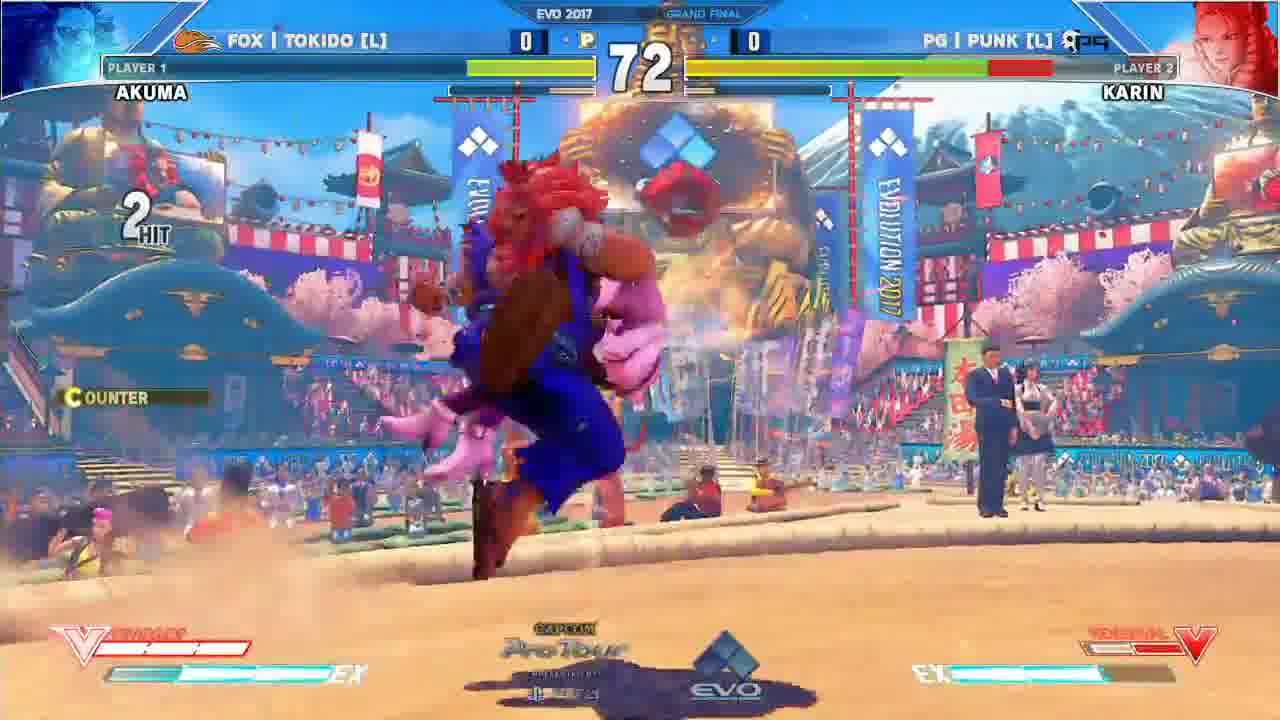 EVO 2017 GRAND FINAL
FOX | TOKIDO [L] 0 P 0 PG | PUNK [L]
72
PLAYER 1 PLAYER 2
AKUMA KARIN
2 HIT
EVOLUTION 2017
COUNTER
V V
EX EX
CAPCOM
Pro Tour
EVO